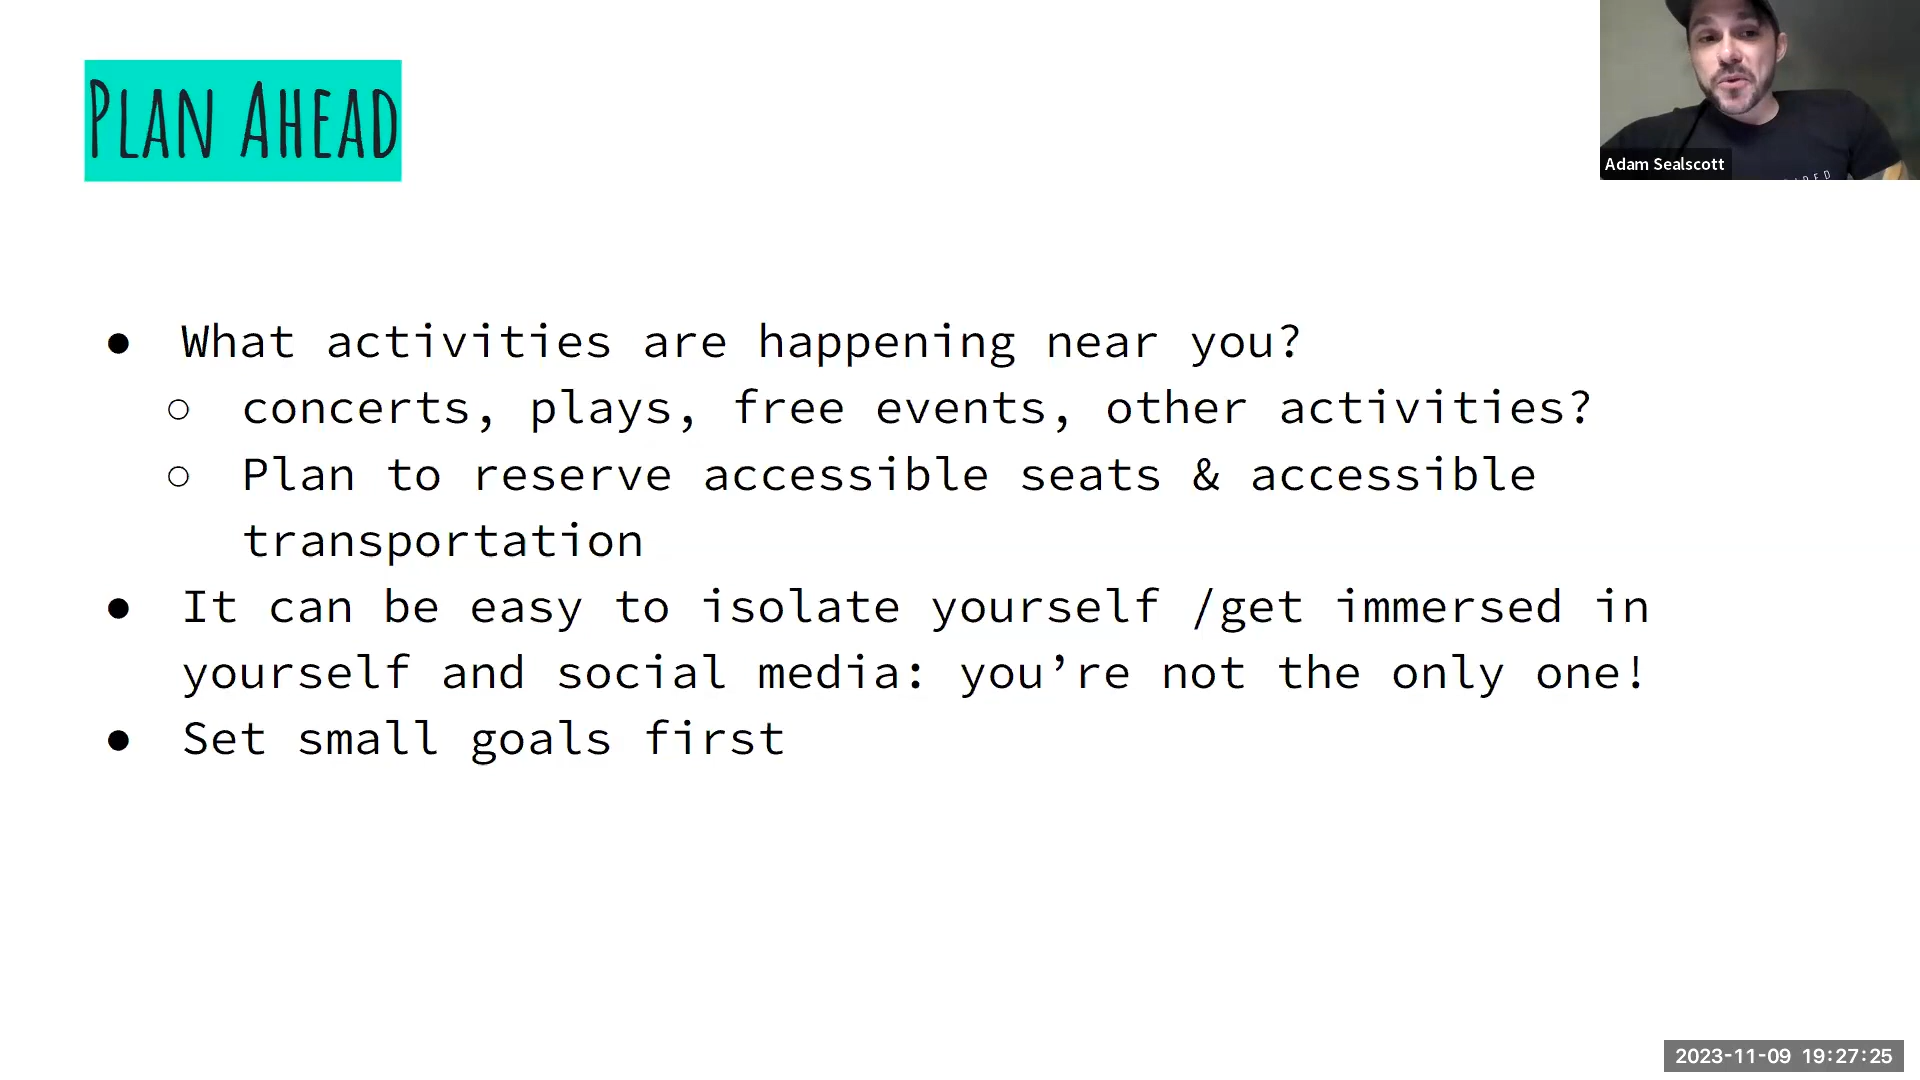 Plan Ahead
Adam Sealscott
● What activities are happening near you?
○ concerts, plays, free events, other activities?
○ Plan to reserve accessible seats & accessible
transportation
● It can be easy to isolate yourself /get immersed in
yourself and social media: you’re not the only one!
● Set small goals first
2023-11-09 19:27:25